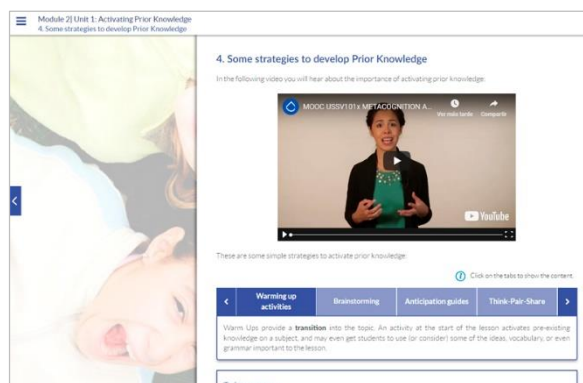 Module 2| Unit 1: Activating Prior Knowledge
4. Some strategies to develop Prior Knowledge
4. Some strategies to develop Prior Knowledge
In the following video you will hear about the importance of activating prior knowledge:
MOOC USSV101x METACOGNITION A...
Ver más tarde
Compartir
YouTube
These are some simple strategies to activate prior knowledge:
Click on the tabs to show the content.
Warming up activities
Brainstorming
Anticipation guides
Think-Pair-Share
Warm Ups provide a transition into the topic. An activity at the start of the lesson activates pre-existing
knowledge on a subject, and may even get students to use (or consider) some of the ideas, vocabulary, or even
grammar important to the lesson.